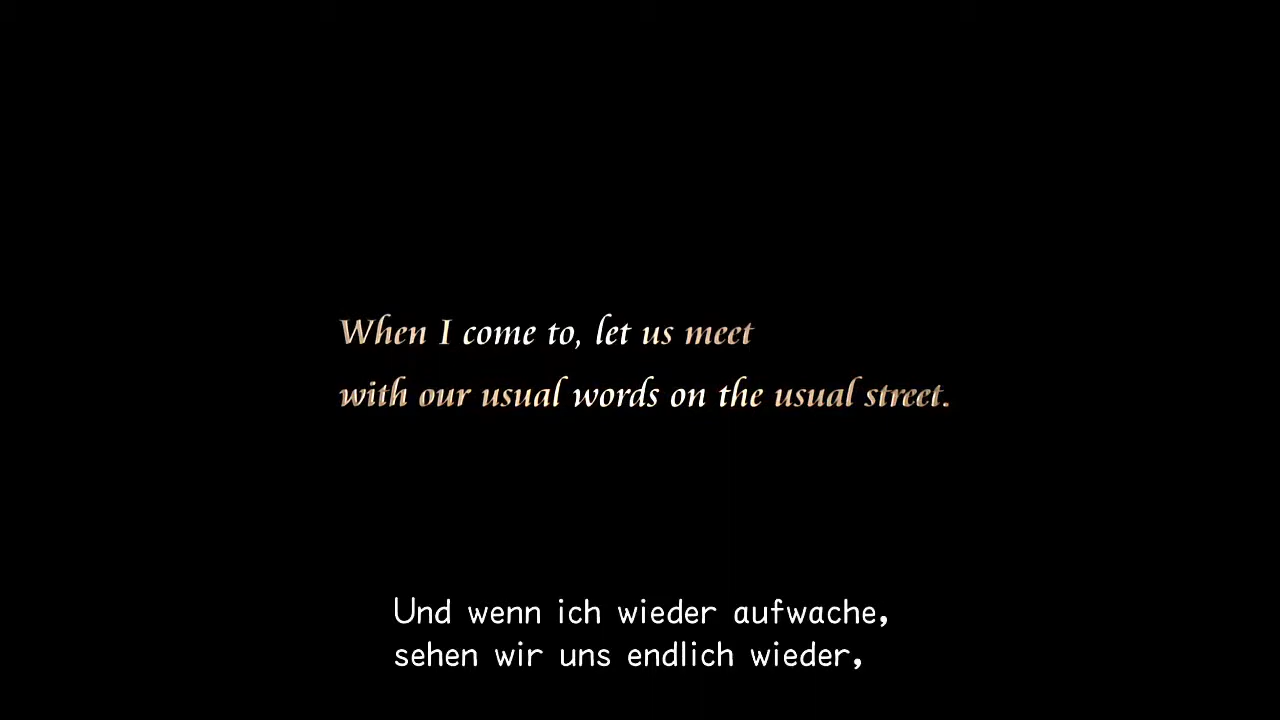 When I come to, let us meet
with our usual words on the usual street.
Und wenn ich wieder aufwache,
sehen wir uns endlich wieder,